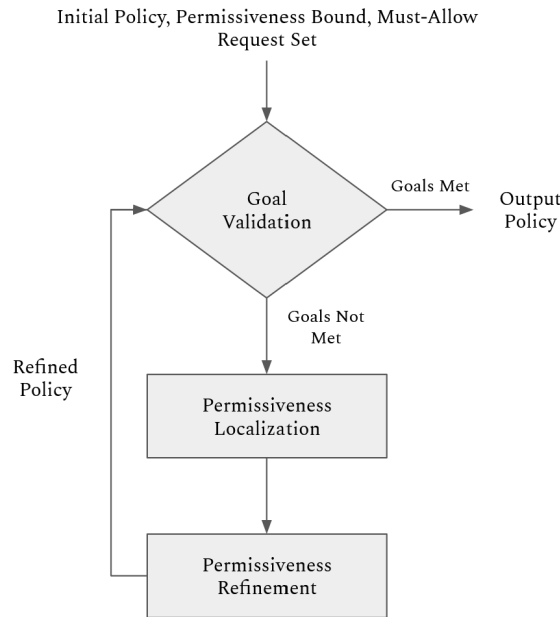 Initial Policy, Permissiveness Bound, Must-Allow
Request Set
Goal
Validation
Goals Met
Output
Policy
Goals Not
Met
Refined
Policy
Permissiveness
Localization
Permissiveness
Refinement